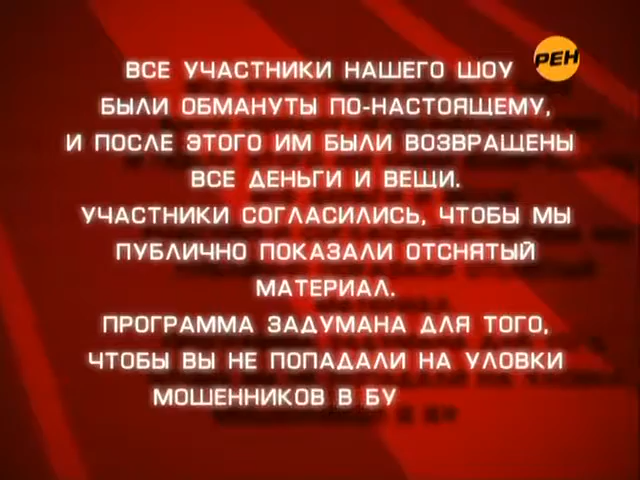 РЕН
ВСЕ УЧАСТНИКИ НАШЕГО ШОУ
БЫЛИ ОБМАНУТЫ ПО-НАСТОЯЩЕМУ,
И ПОСЛЕ ЭТОГО ИМ БЫЛИ ВОЗВРАЩЕНЫ
ВСЕ ДЕНЬГИ И ВЕЩИ.
УЧАСТНИКИ СОГЛАСИЛИСЬ, ЧТОБЫ МЫ
ПУБЛИЧНО ПОКАЗАЛИ ОТСНЯТЫЙ
МАТЕРИАЛ.
ПРОГРАММА ЗАДУМАНА ДЛЯ ТОГО,
ЧТОБЫ ВЫ НЕ ПОПАДАЛИ НА УЛОВКИ
МОШЕННИКОВ В БУ